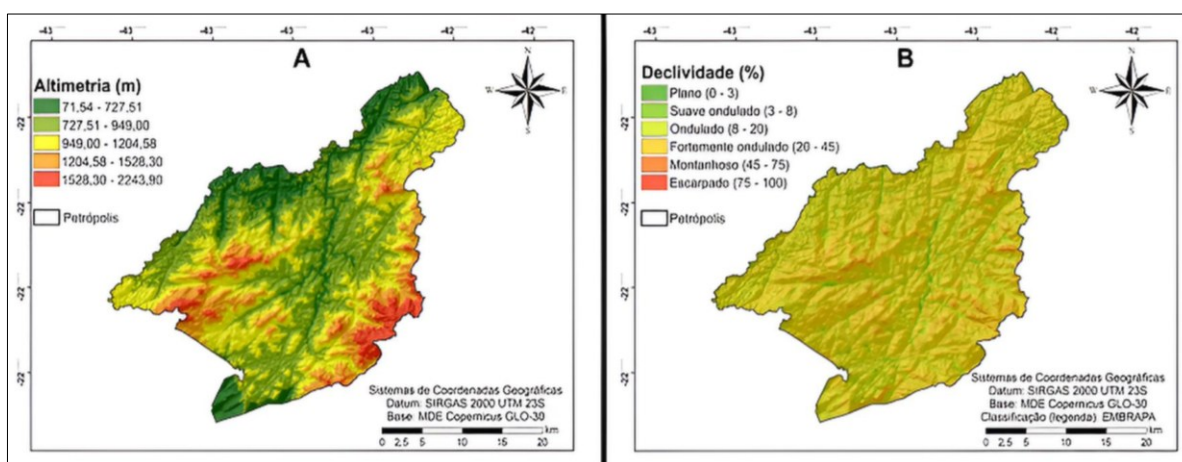 -43 -43 -43 -43 -42 -42
A
N
W E
S
Altimetria (m)
71,54 - 727,51
727,51 - 949,00
949,00 - 1204,58
1204,58 - 1528,30
1528,30 - 2243,90
Petrópolis
-22
-22
-22
-22
Sistemas de Coordenadas Geográficas
Datum: SIRGAS 2000 UTM 23S
Base: MDE Copernicus GLO-30
km
0 2,5 5 10 15 20
-43 -43 -43 -43 -42 -42
B
N
W E
S
Declividade (%)
Plano (0 - 3)
Suave ondulado (3 - 8)
Ondulado (8 - 20)
Fortemente ondulado (20 - 45)
Montanhoso (45 - 75)
Escarpado (75 - 100)
Petrópolis
-22
-22
-22
-22
Sistemas de Coordenadas Geográficas
Datum: SIRGAS 2000 UTM 23S
Base: MDE Copernicus GLO-30
Classificação (legenda) EMBRAPA
km
0 2,5 5 10 15 20